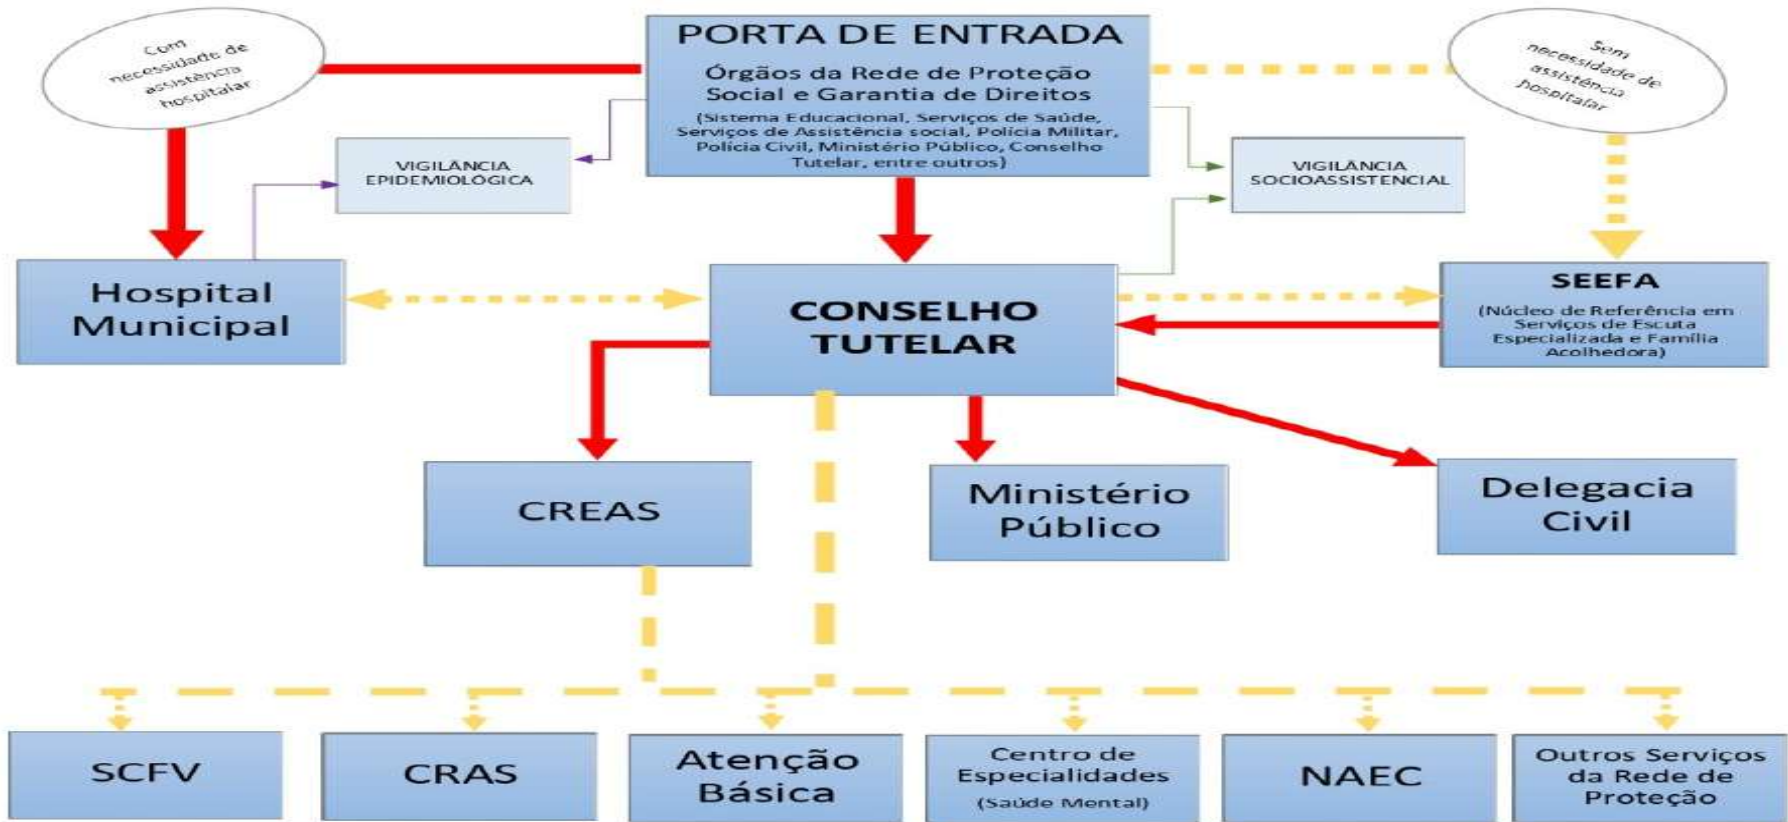 Com
necessidade de
assistência
hospitalar
PORTA DE ENTRADA
Órgãos da Rede de Proteção
Social e Garantia de Direitos
(Sistema Educacional, Serviços de Saúde,
Serviços de Assistência social, Polícia Militar,
Polícia Civil, Ministério Público, Conselho
Tutelar, entre outros)
Sem
necessidade de
assistência
hospitalar
VIGILÂNCIA
EPIDEMIOLÓGICA
VIGILÂNCIA
SOCIOASSISTENCIAL
Hospital
Municipal
CONSELHO
TUTELAR
SEEFA
(Núcleo de Referência em
Serviços de Escuta
Especializada e Família
Acolhedora)
CREAS
Ministério
Público
Delegacia
Civil
SCFV
CRAS
Atenção
Básica
Centro de
Especialidades
(Saúde Mental)
NAEC
Outros Serviços
da Rede de
Proteção